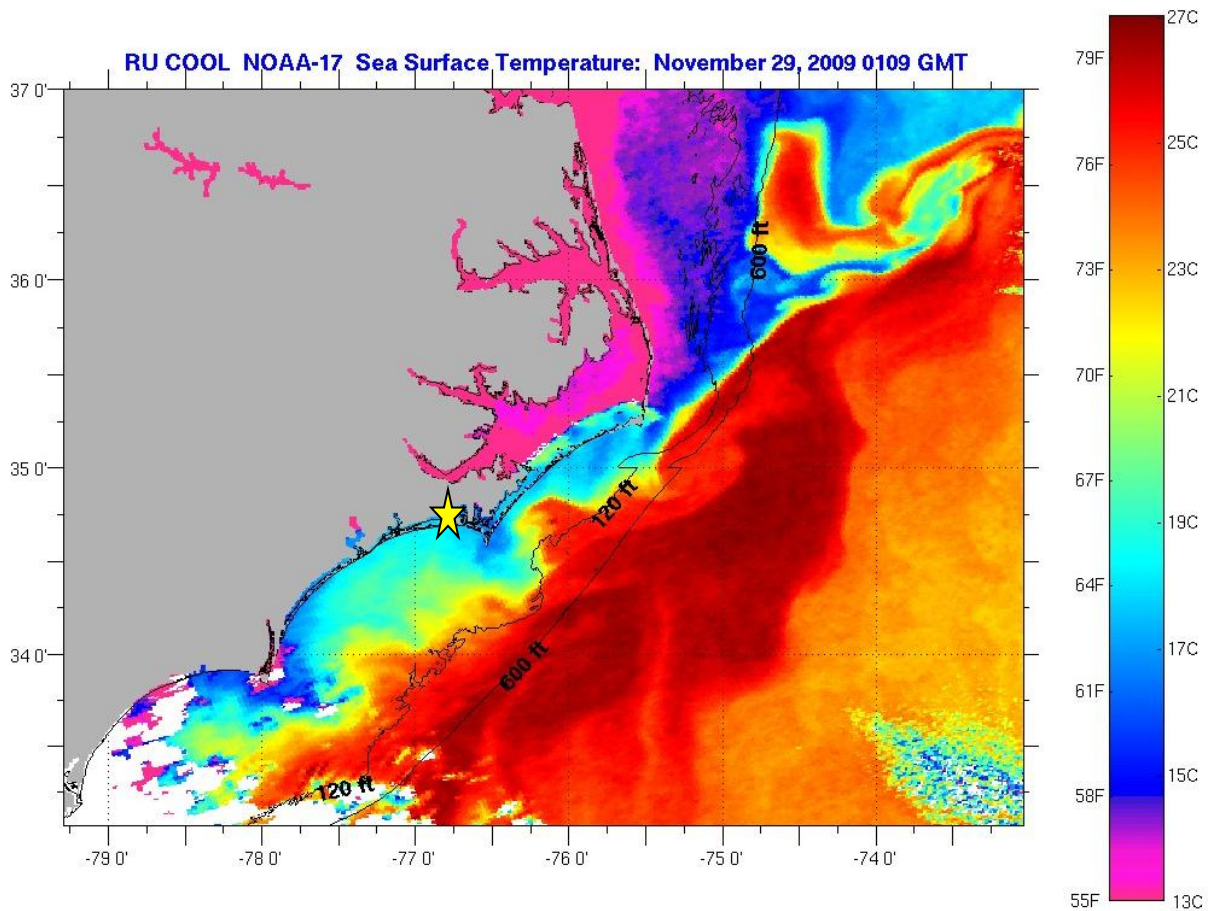 RU COOL NOAA-17 Sea Surface Temperature: November 29, 2009 0109 GMT
27C
79F
25C
76F
23C
73F
21C
70F
67F
19C
64F
17C
61F
15C
58F
55F
13C
37 0'
36 0'
35 0'
34 0'
600 ft
120 ft
600 ft
120 ft
-79 0'
-78 0'
-77 0'
-76 0'
-75 0'
-74 0'